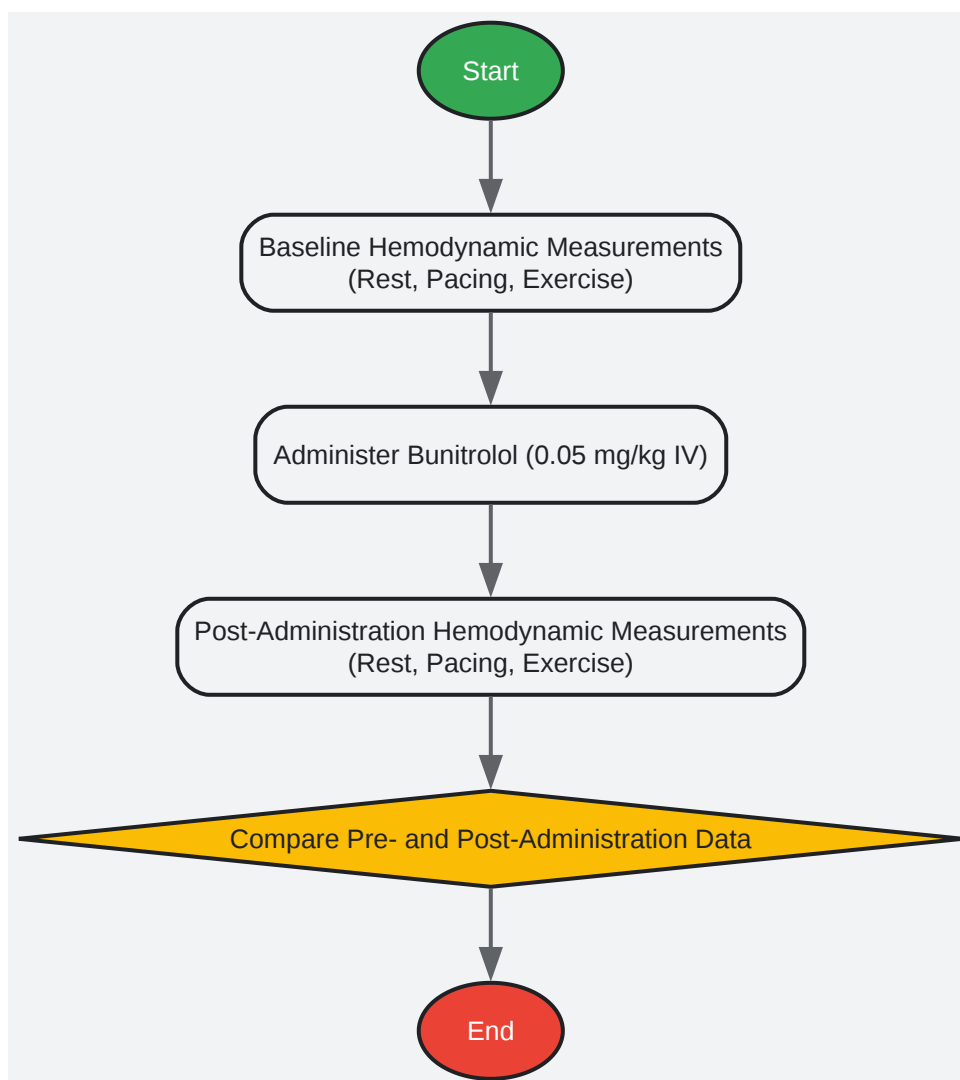 Start
Baseline Hemodynamic Measurements
(Rest, Pacing, Exercise)
Administer Bunitrolol (0.05 mg/kg IV)
Post-Administration Hemodynamic Measurements
(Rest, Pacing, Exercise)
Compare Pre- and Post-Administration Data
End